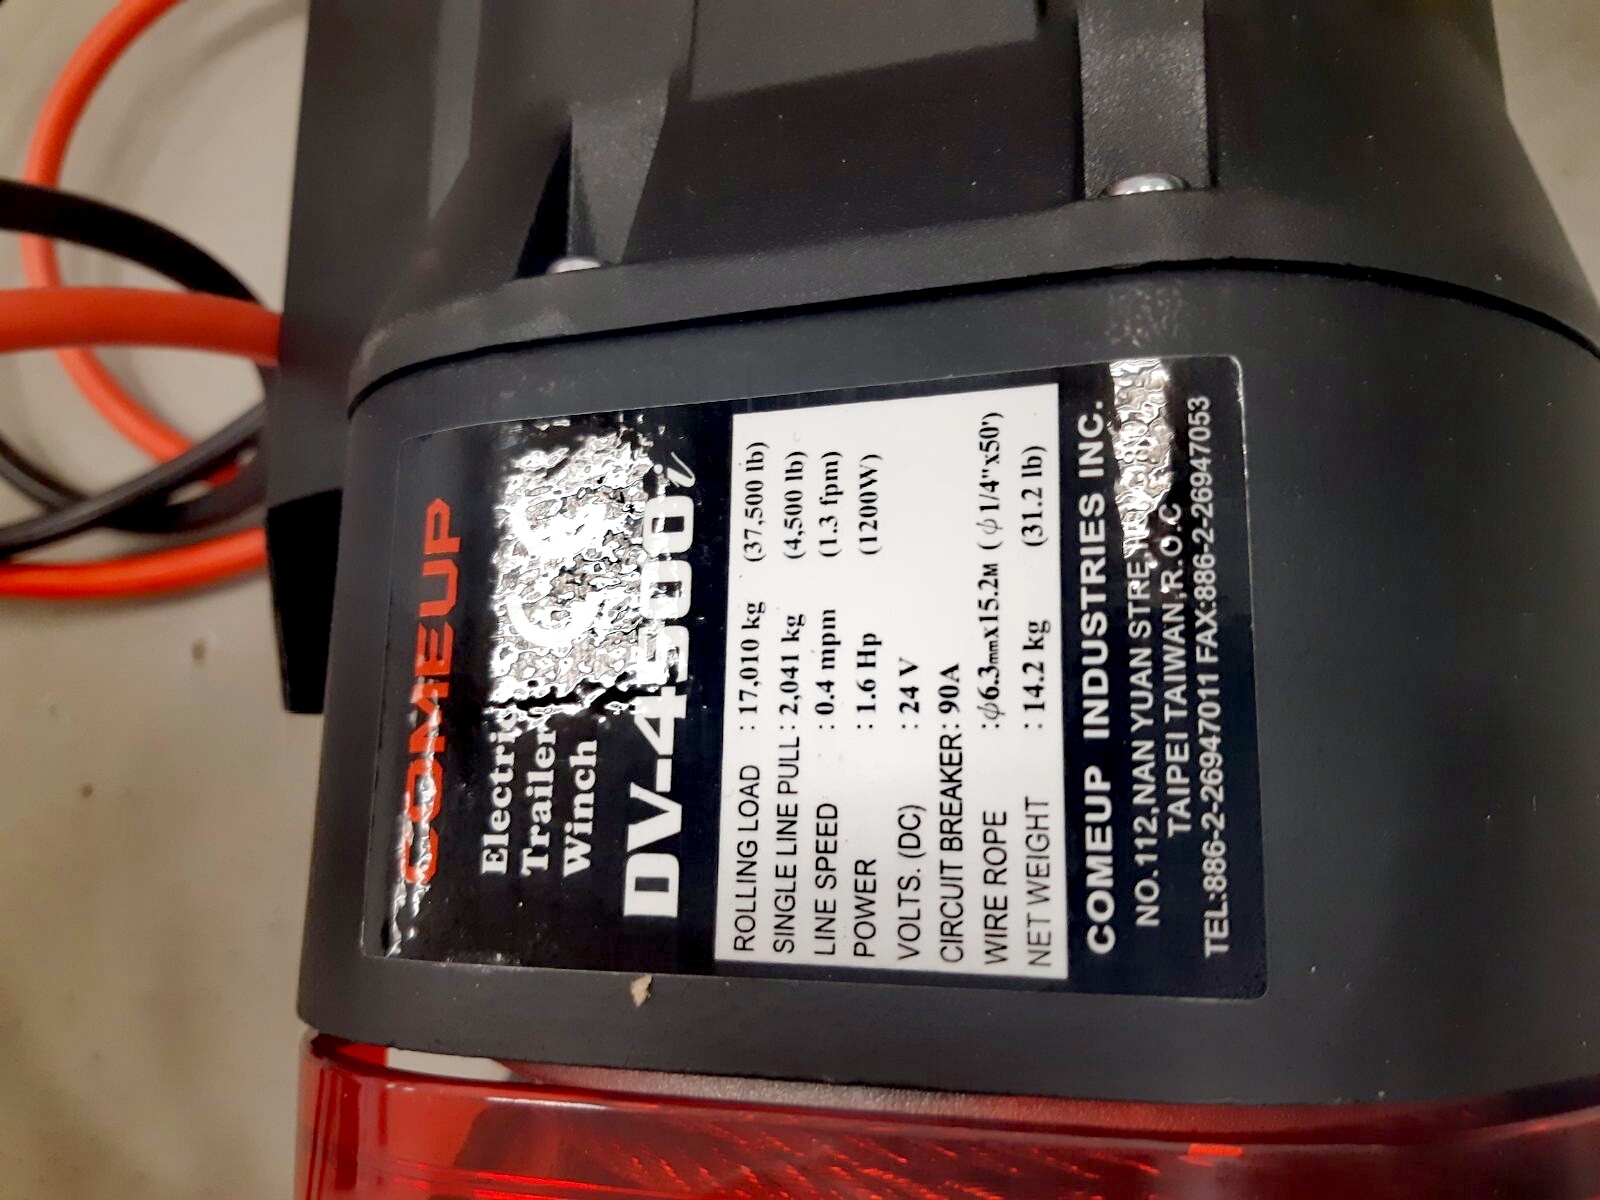 COMEUP
Electric
Trailer
Winch
CE
DV-4500i
ROLLING LOAD : 17,010 kg (37,500 lb)
SINGLE LINE PULL : 2,041 kg (4,500 lb)
LINE SPEED : 0.4 mpm (1.3 fpm)
POWER : 1.6 Hp (1200W)
VOLTS. (DC) : 24 V
CIRCUIT BREAKER : 90A
WIRE ROPE : ϕ6.3mmx15.2M (ϕ1/4"x50')
NET WEIGHT : 14.2 kg (31.2 lb)
COMEUP INDUSTRIES INC.
NO.112,NAN YUAN
TAIPEI TAIWAN,R.O.C
TEL:886-2-26947011 FAX:886-2-26947053